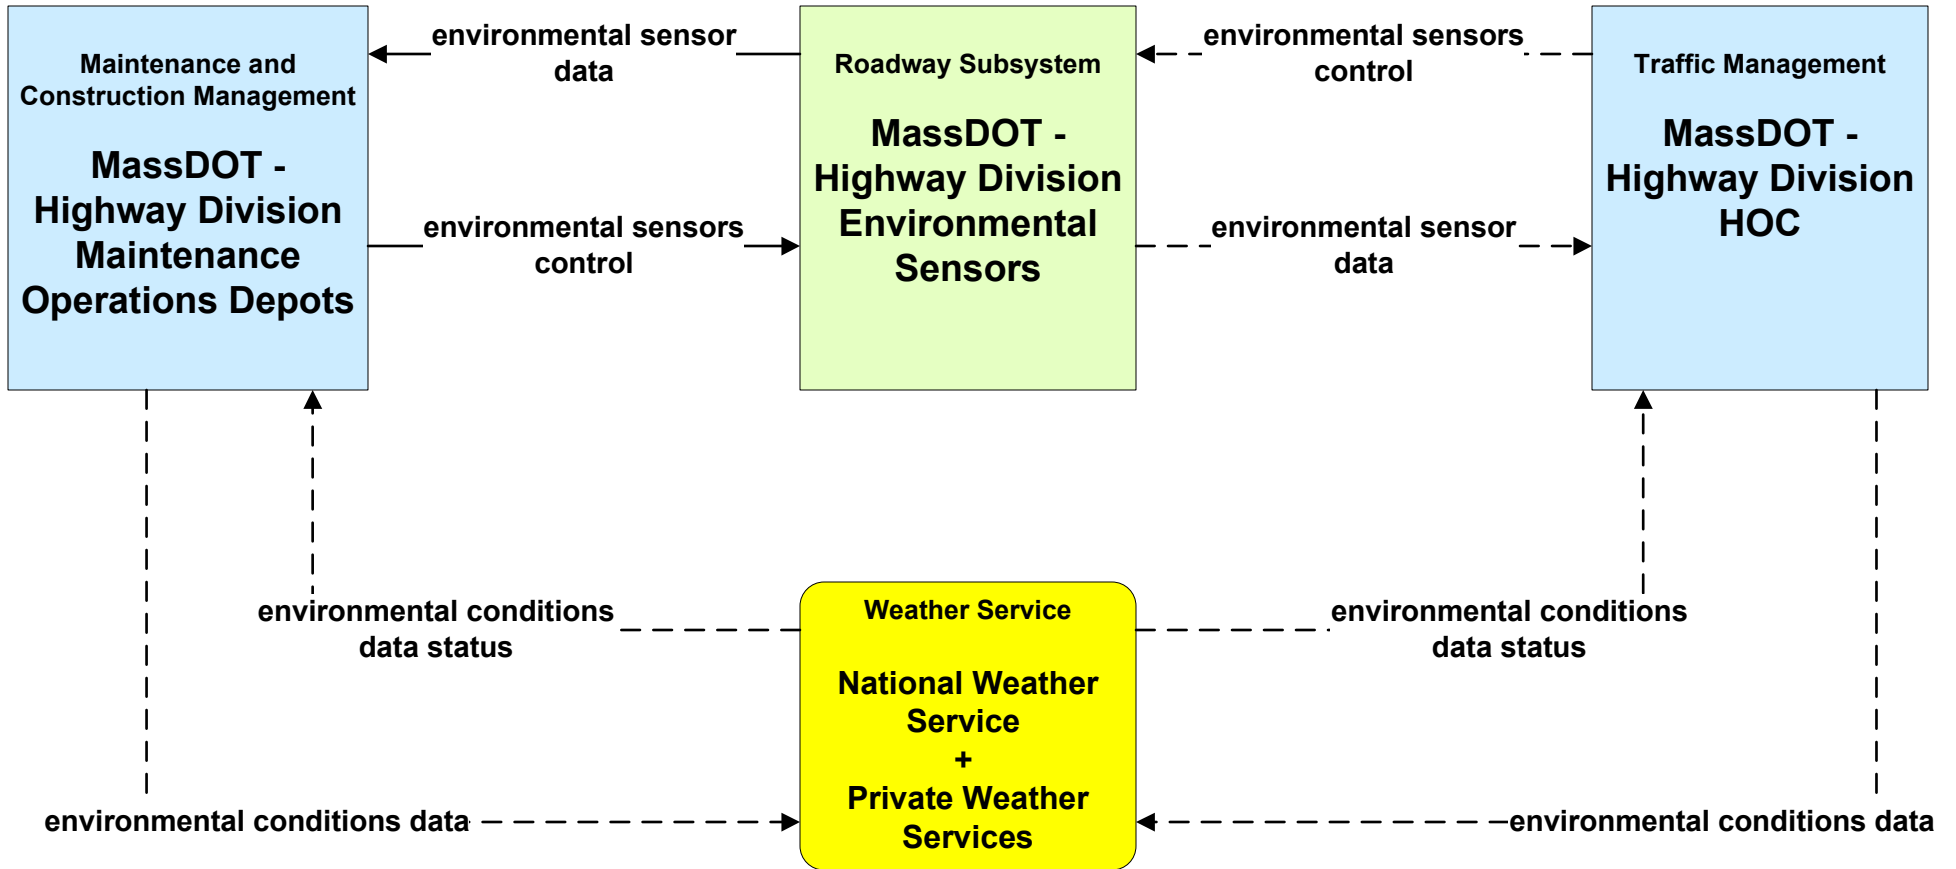 Maintenance and
Construction Management
MassDOT -
Highway Division
Maintenance
Operations Depots
environmental sensor
data
environmental sensors
control
Roadway Subsystem
MassDOT -
Highway Division
Environmental
Sensors
environmental sensors
control
environmental sensor
data
Traffic Management
MassDOT -
Highway Division
HOC
environmental conditions
data status
Weather Service
National Weather
Service
+
Private Weather
Services
environmental conditions
data status
environmental conditions data
environmental conditions data